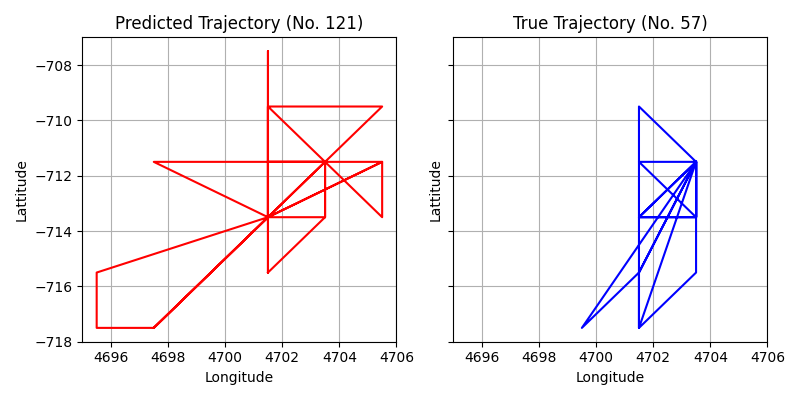 Predicted Trajectory (No. 121)
True Trajectory (No. 57)
−708
−710
−712
−714
−716
−718
Lattitude
Lattitude
4696 4698 4700 4702 4704 4706
4696 4698 4700 4702 4704 4706
Longitude
Longitude